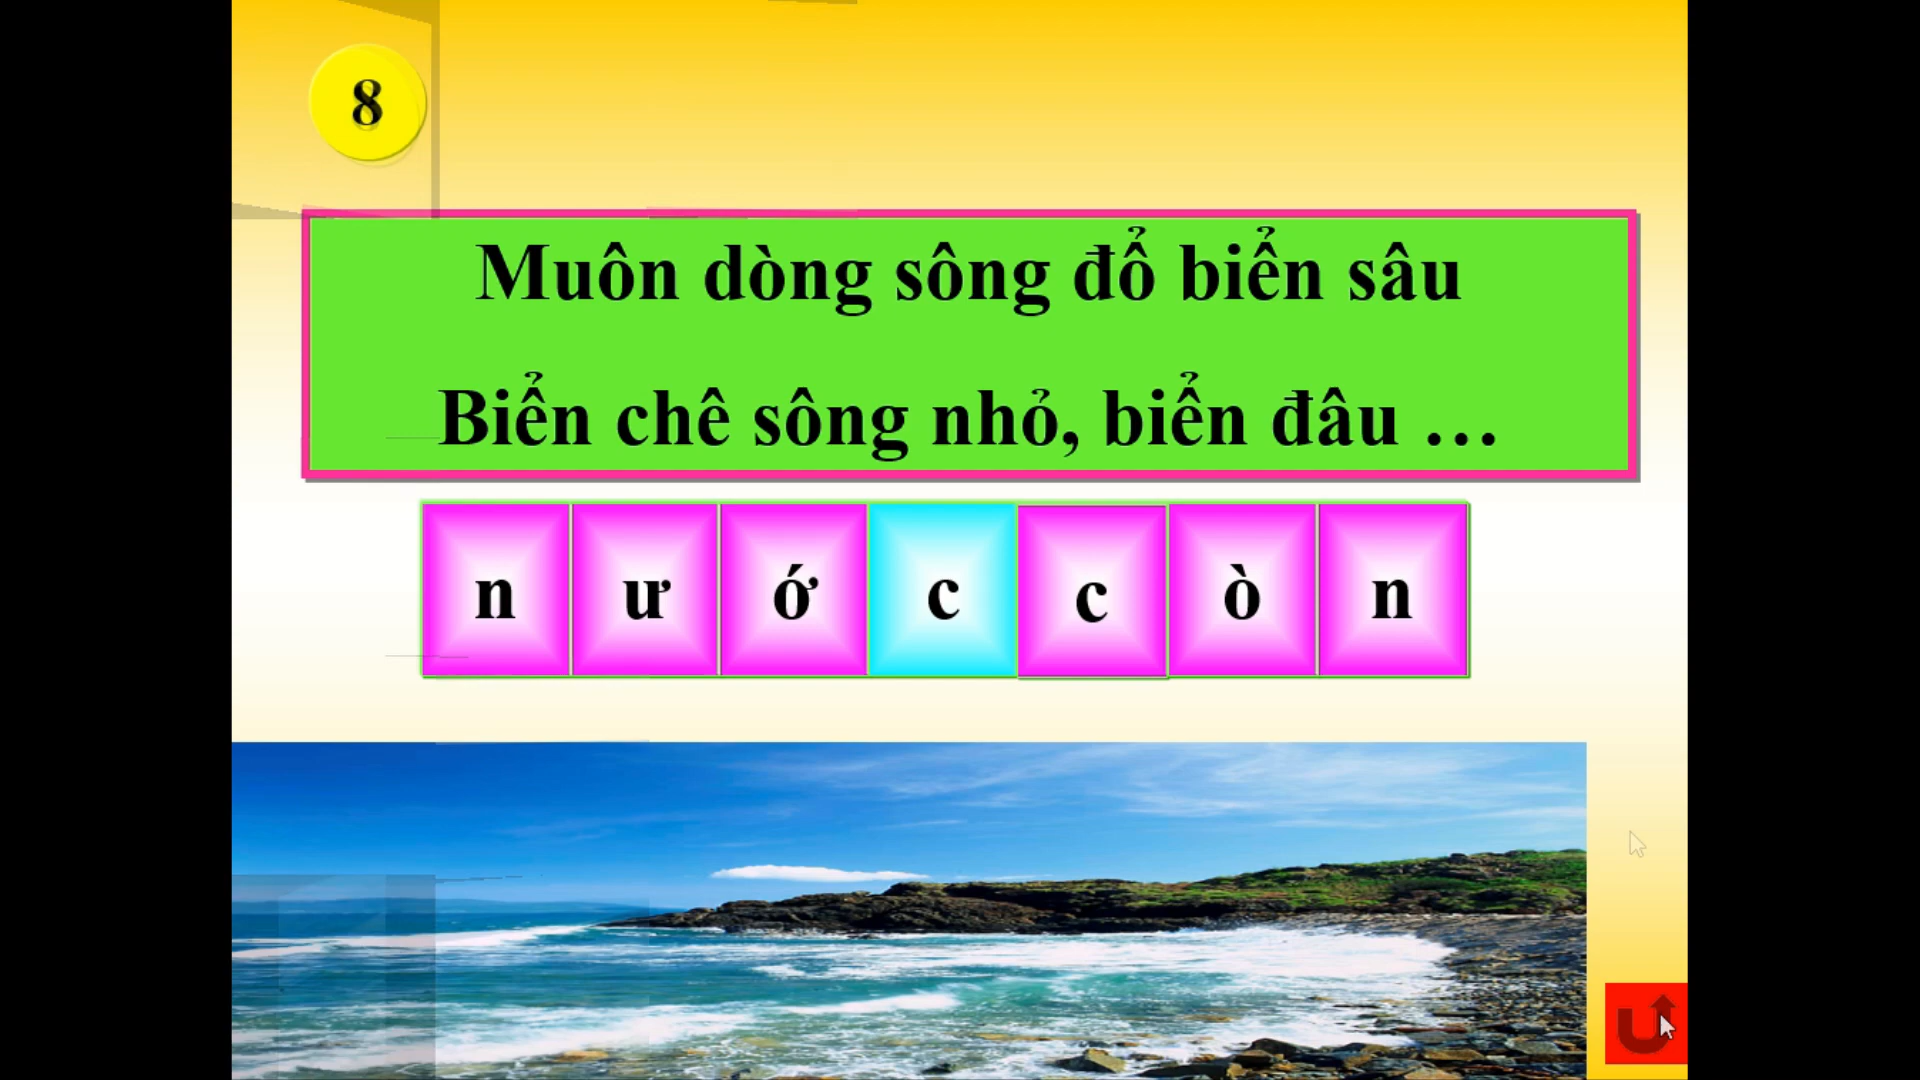 8
Muôn dòng sông đổ biển sâu
Biển chê sông nhỏ, biển đâu …
n ư ớ c c ò n